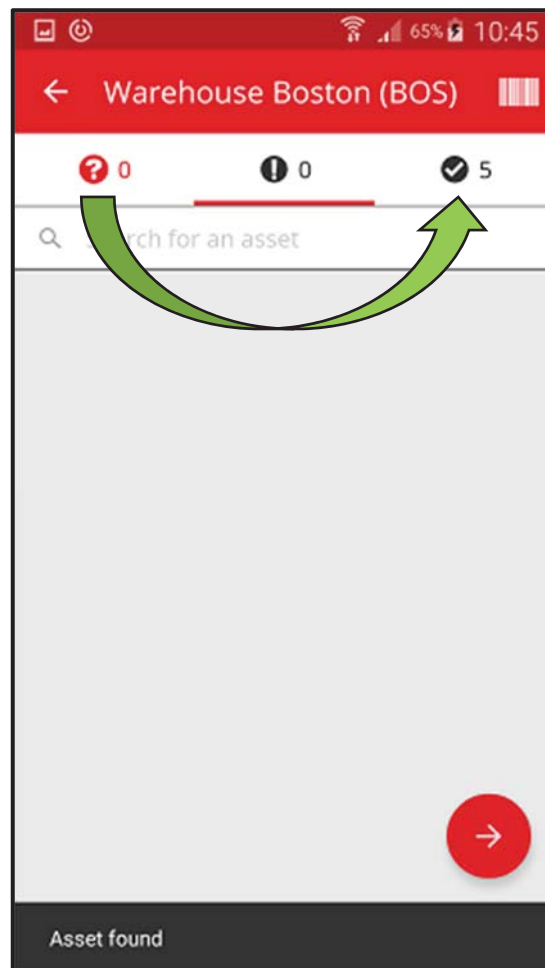 65% 10:45
Warehouse Boston (BOS)
0 0 5
rch for an asset
Asset found